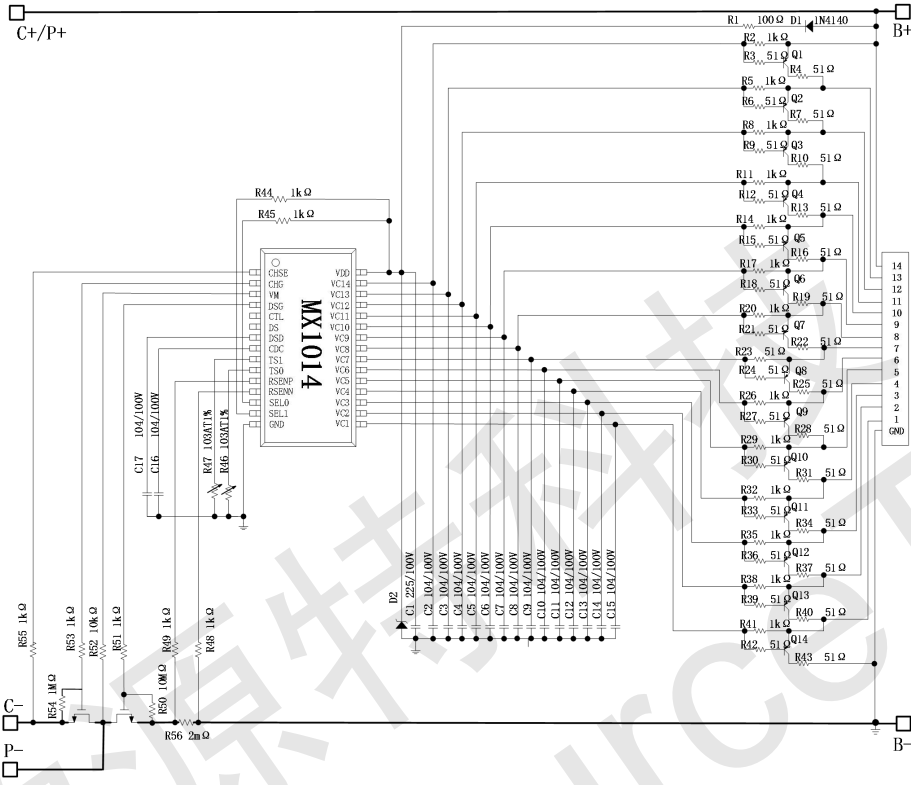 C+/P+
B+
R1 100Ω D1 1N4140
R2 1kΩ
R3 51Ω Q1
R4 51Ω
R5 1kΩ
R6 51Ω Q2
R7 51Ω
R8 1kΩ
R9 51Ω Q3
R10 51Ω
R11 1kΩ
R12 51Ω Q4
R13 51Ω
R14 1kΩ
R15 51Ω Q5
R16 51Ω
R17 1kΩ
R18 51Ω Q6
R19 51Ω
R20 1kΩ
R21 51Ω Q7
R22 51Ω
R23 51Ω
R24 51Ω Q8
R25 51Ω
R26 1kΩ
R27 51Ω Q9
R28 51Ω
R29 1kΩ
R30 51Ω Q10
R31 51Ω
R32 1kΩ
R33 51Ω Q11
R34 51Ω
R35 1kΩ
R36 51Ω Q12
R37 51Ω
R38 1kΩ
R39 51Ω Q13
R40 51Ω
R41 1kΩ
R42 51Ω Q14
R43 51Ω
14
13
12
11
10
9
8
7
6
5
4
3
2
1
GND
R44 1kΩ
R45 1kΩ
MX1014
CHSE VDD
CHG VC14
VM VC13
DSG VC12
CTL VC11
DS VC10
DSD VC9
CDC VC8
TS1 VC7
TS0 VC6
RSENP VC5
RSENN VC4
SEL0 VC3
SEL1 VC2
GND VC1
C17 104/100V
C16 104/100V
R47 103AT1%
R46 103AT1%
D2
C1 225/100V
C2 104/100V
C3 104/100V
C4 104/100V
C5 104/100V
C6 104/100V
C7 104/100V
C8 104/100V
C9 104/100V
C10 104/100V
C11 104/100V
C12 104/100V
C13 104/100V
C14 104/100V
C15 104/100V
R55 1kΩ
R53 1kΩ
R52 10kΩ
R51 1kΩ
R49 1kΩ
R48 1kΩ
R54 1MΩ
R50 10MΩ
R56 2mΩ
C-
P-
B-
源特科技
ource T